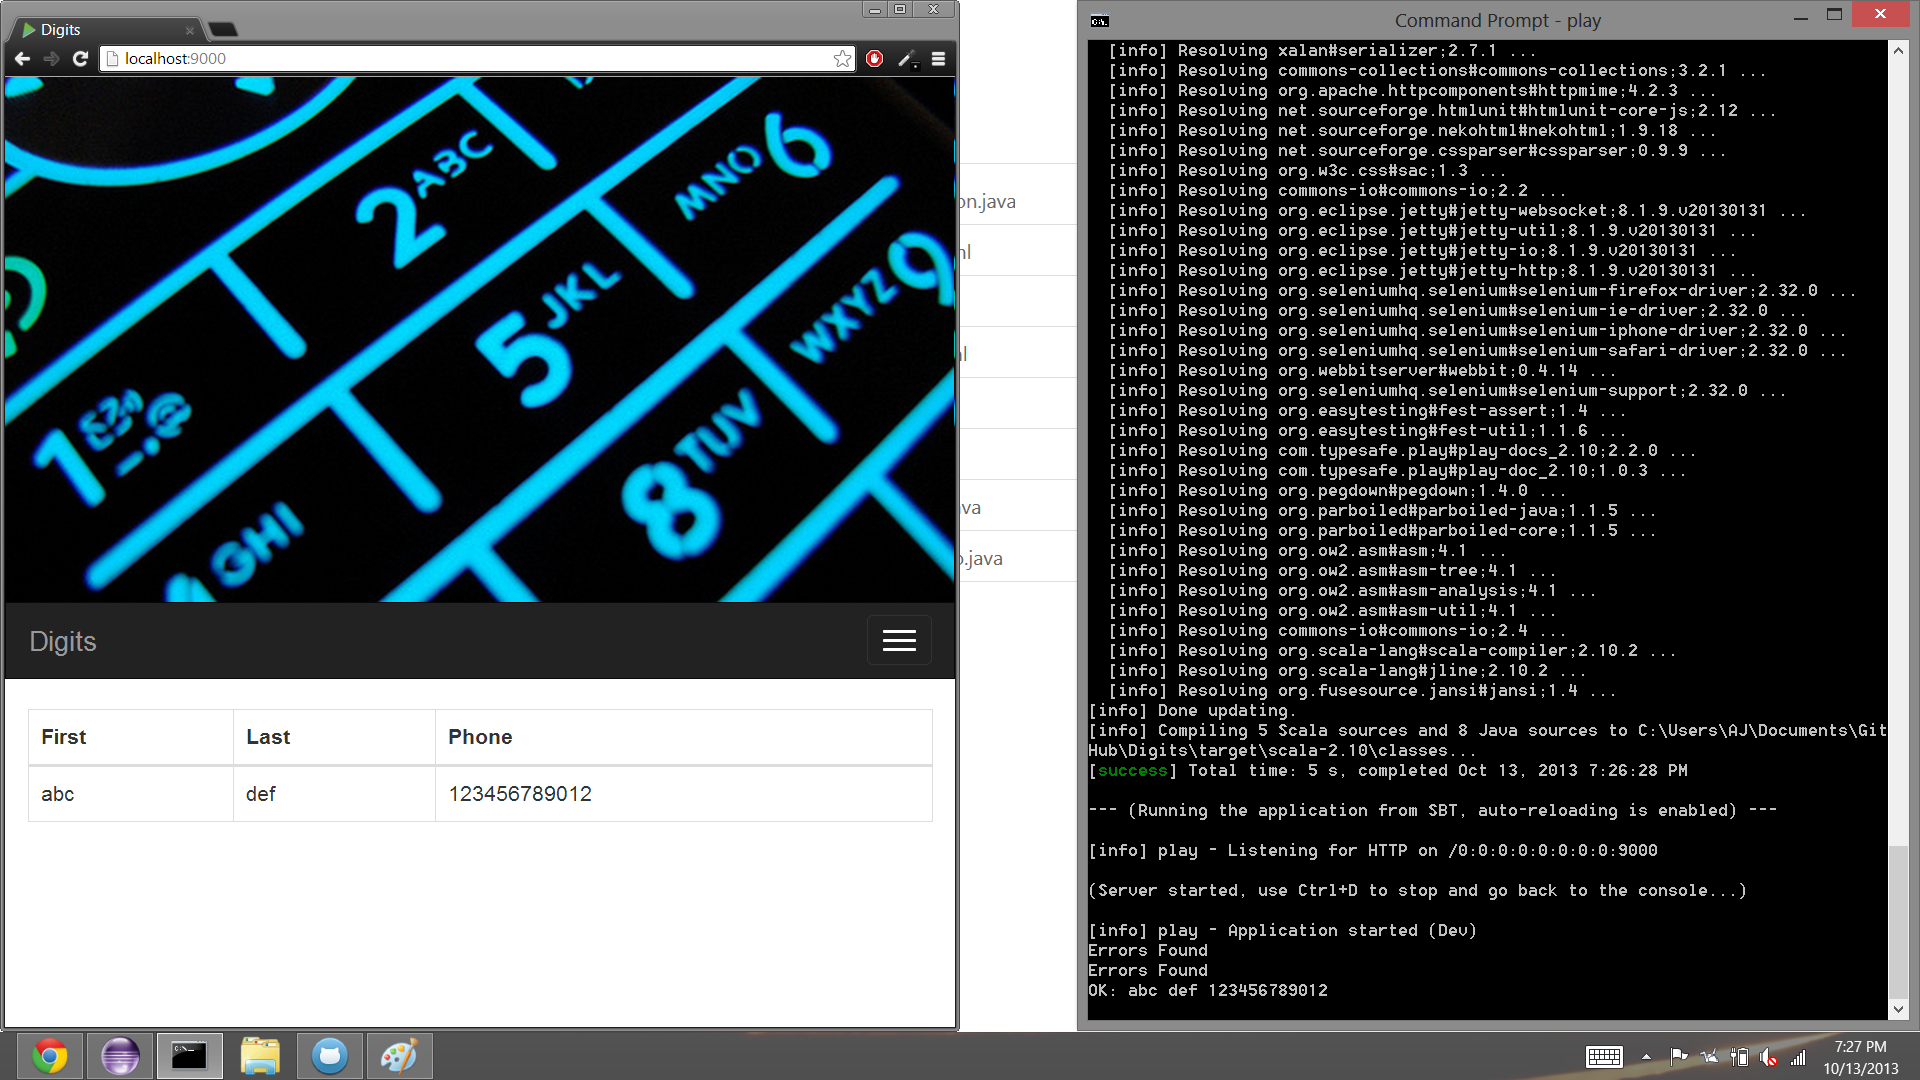 Digits
localhost:9000
2ABC
MNO6
5JKL
WXYZ9
1
8TUV
4GHI
Digits
First Last Phone
abc def 123456789012
on.java
ml
ml
va
o.java
Command Prompt - play
[info] Resolving xalan#serializer;2.7.1 ...
[info] Resolving commons-collections#commons-collections;3.2.1 ...
[info] Resolving org.apache.httpcomponents#httpmime;4.2.3 ...
[info] Resolving net.sourceforge.htmlunit#htmlunit-core-js;2.12 ...
[info] Resolving net.sourceforge.nekohtml#nekohtml;1.9.18 ...
[info] Resolving net.sourceforge.cssparser#cssparser;0.9.9 ...
[info] Resolving org.w3c.css#sac;1.3 ...
[info] Resolving commons-io#commons-io;2.2 ...
[info] Resolving org.eclipse.jetty#jetty-websocket;8.1.9.v20130131 ...
[info] Resolving org.eclipse.jetty#jetty-util;8.1.9.v20130131 ...
[info] Resolving org.eclipse.jetty#jetty-io;8.1.9.v20130131 ...
[info] Resolving org.eclipse.jetty#jetty-http;8.1.9.v20130131 ...
[info] Resolving org.seleniumhq.selenium#selenium-firefox-driver;2.32.0 ...
[info] Resolving org.seleniumhq.selenium#selenium-ie-driver;2.32.0 ...
[info] Resolving org.seleniumhq.selenium#selenium-iphone-driver;2.32.0 ...
[info] Resolving org.seleniumhq.selenium#selenium-safari-driver;2.32.0 ...
[info] Resolving org.webbitserver#webbit;0.4.14 ...
[info] Resolving org.seleniumhq.selenium#selenium-support;2.32.0 ...
[info] Resolving org.easytesting#fest-assert;1.4 ...
[info] Resolving org.easytesting#fest-util;1.1.6 ...
[info] Resolving com.typesafe.play#play-docs_2.10;2.2.0 ...
[info] Resolving com.typesafe.play#play-doc_2.10;1.0.3 ...
[info] Resolving org.pegdown#pegdown;1.4.0 ...
[info] Resolving org.parboiled#parboiled-java;1.1.5 ...
[info] Resolving org.parboiled#parboiled-core;1.1.5 ...
[info] Resolving org.ow2.asm#asm;4.1 ...
[info] Resolving org.ow2.asm#asm-tree;4.1 ...
[info] Resolving org.ow2.asm#asm-analysis;4.1 ...
[info] Resolving org.ow2.asm#asm-util;4.1 ...
[info] Resolving commons-io#commons-io;2.4 ...
[info] Resolving org.scala-lang#scala-compiler;2.10.2 ...
[info] Resolving org.scala-lang#jline;2.10.2 ...
[info] Resolving org.fusesource.jansi#jansi;1.4 ...
[info] Done updating.
[info] Compiling 5 Scala sources and 8 Java sources to C:\Users\AJ\Documents\Git
Hub\Digits\target\scala-2.10\classes...
[success] Total time: 5 s, completed Oct 13, 2013 7:26:28 PM
--- (Running the application from SBT, auto-reloading is enabled) ---
[info] play - Listening for HTTP on /0:0:0:0:0:0:0:0:9000
(Server started, use Ctrl+D to stop and go back to the console...)
[info] play - Application started (Dev)
Errors Found
Errors Found
OK: abc def 123456789012
7:27 PM
10/13/2013